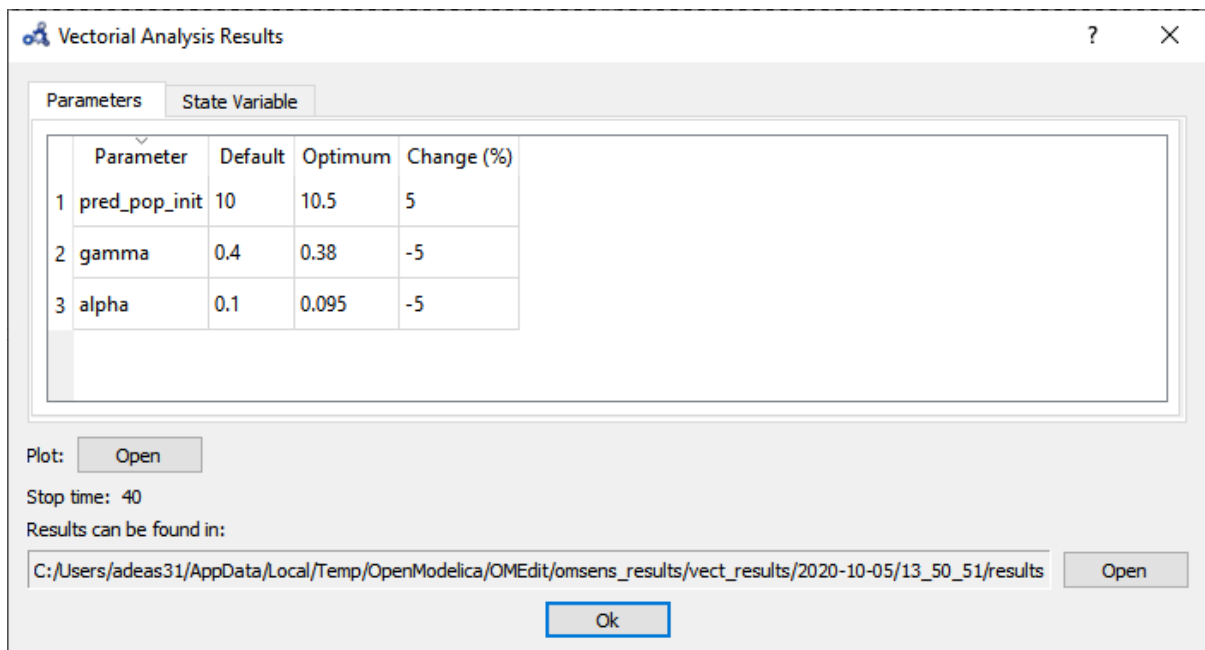 Vectorial Analysis Results ?
Parameters State Variable
Parameter Default Optimum Change (%)
1 pred_pop_init 10 10.5 5
2 gamma 0.4 0.38 -5
3 alpha 0.1 0.095 -5
Plot: Open
Stop time: 40
Results can be found in:
C:/Users/adeas31/AppData/Local/Temp/OpenModelica/OMEdit/omsens_results/vect_results/2020-10-05/13_50_51/results Open
Ok